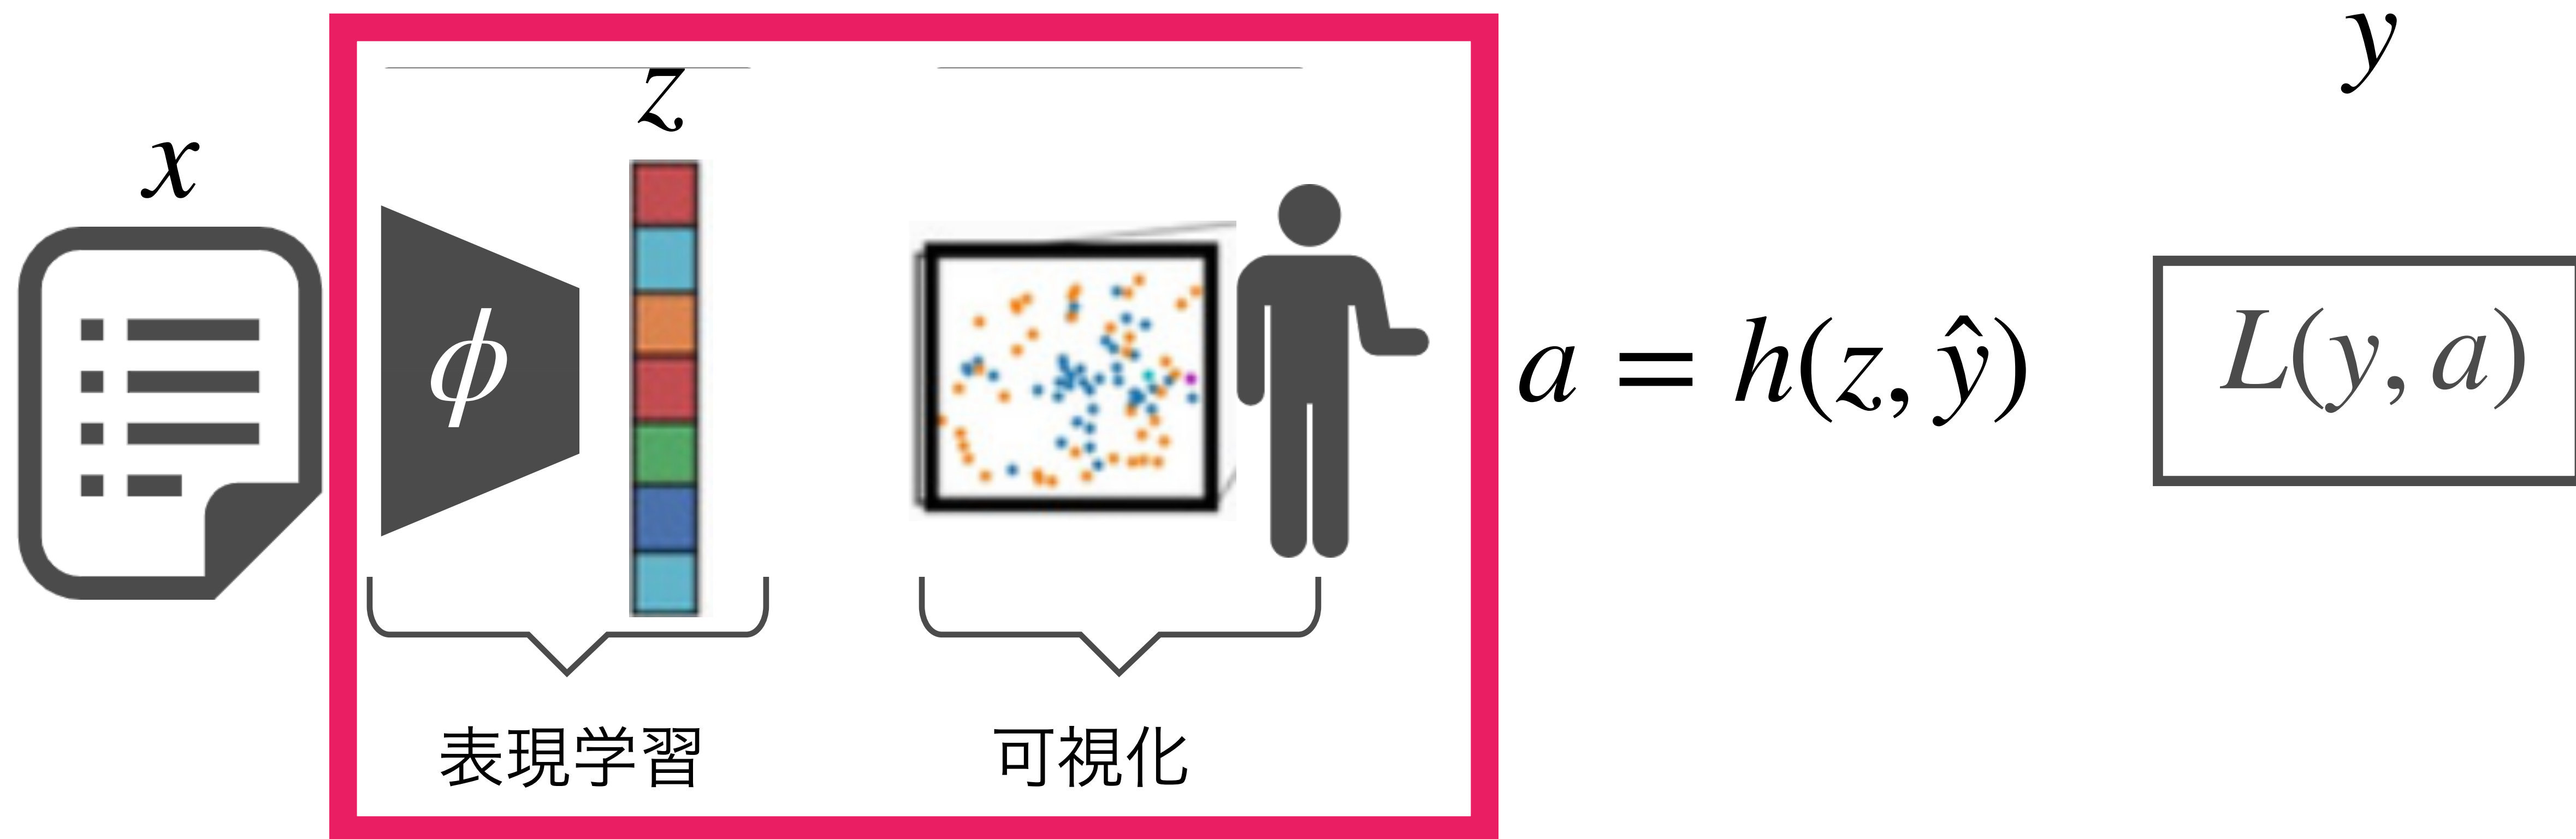 x
z
ϕ
表現学習
可視化
a = h(z, ŷ)
y
L(y, a)